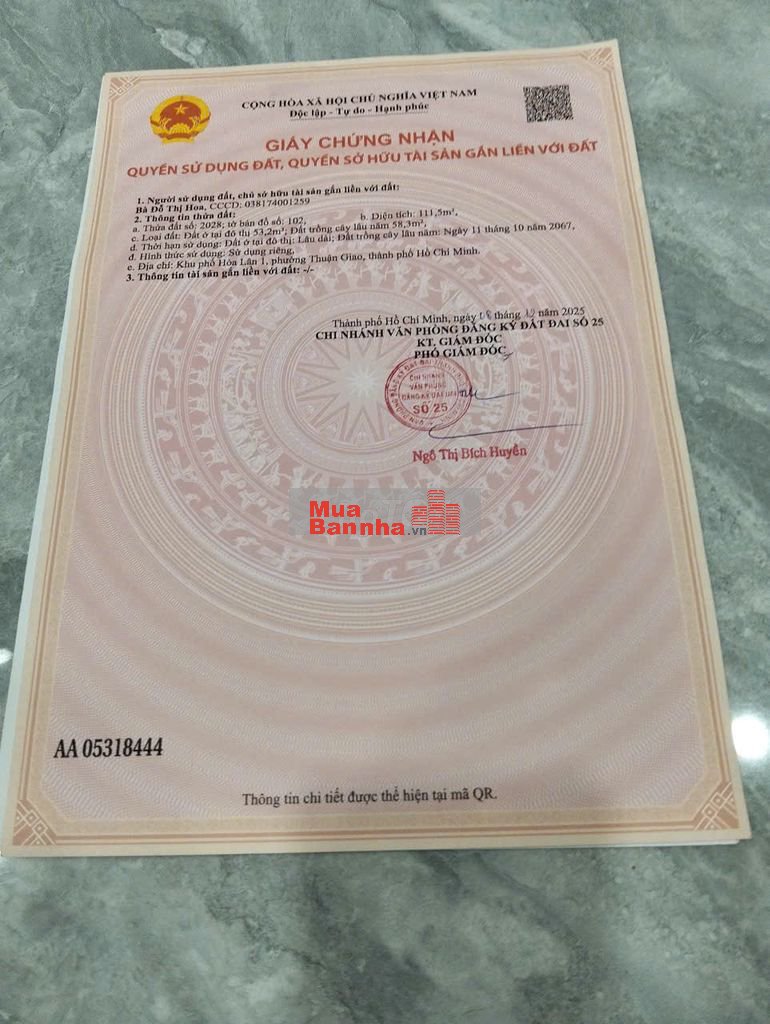 CỘNG HÒA XÃ HỘI CHỦ NGHĨA VIỆT NAM
Độc lập - Tự do - Hạnh phúc
GIẤY CHỨNG NHẬN
QUYỀN SỬ DỤNG ĐẤT, QUYỀN SỞ HỮU TÀI SẢN GẮN LIỀN VỚI ĐẤT
1. Người sử dụng đất, chủ sở hữu tài sản gắn liền với đất:
Bà Đỗ Thị Hoa, CCCD: 038174001259
2. Thông tin thửa đất:
a. Thửa đất số: 2028; tờ bản đồ số: 102, b. Diện tích: 111,5m²,
c. Loại đất: Đất ở tại đô thị 53,2m²; Đất trồng cây lâu năm 58,3m²,
d. Thời hạn sử dụng: Đất ở tại đô thị: Lâu dài; Đất trồng cây lâu năm: Ngày 11 tháng 10 năm 2067,
đ. Hình thức sử dụng: Sử dụng riêng,
e. Địa chỉ: Khu phố Hòa Lân 1, phường Thuận Giao, thành phố Hồ Chí Minh.
3. Thông tin tài sản gắn liền với đất: -/-
Thành phố Hồ Chí Minh, ngày 08 tháng năm 2025
CHI NHÁNH VĂN PHÒNG ĐĂNG KÝ ĐẤT ĐAI SỐ 25
KT. GIÁM ĐỐC
PHÓ GIÁM ĐỐC
CHI NHÁNH
VĂN PHÒNG
ĐĂNG KÝ ĐẤT ĐAI
SỐ 25
Ngô Thị Bích Huyền
Mua
Bannha.vn
AA 05318444
Thông tin chi tiết được thể hiện tại mã QR.